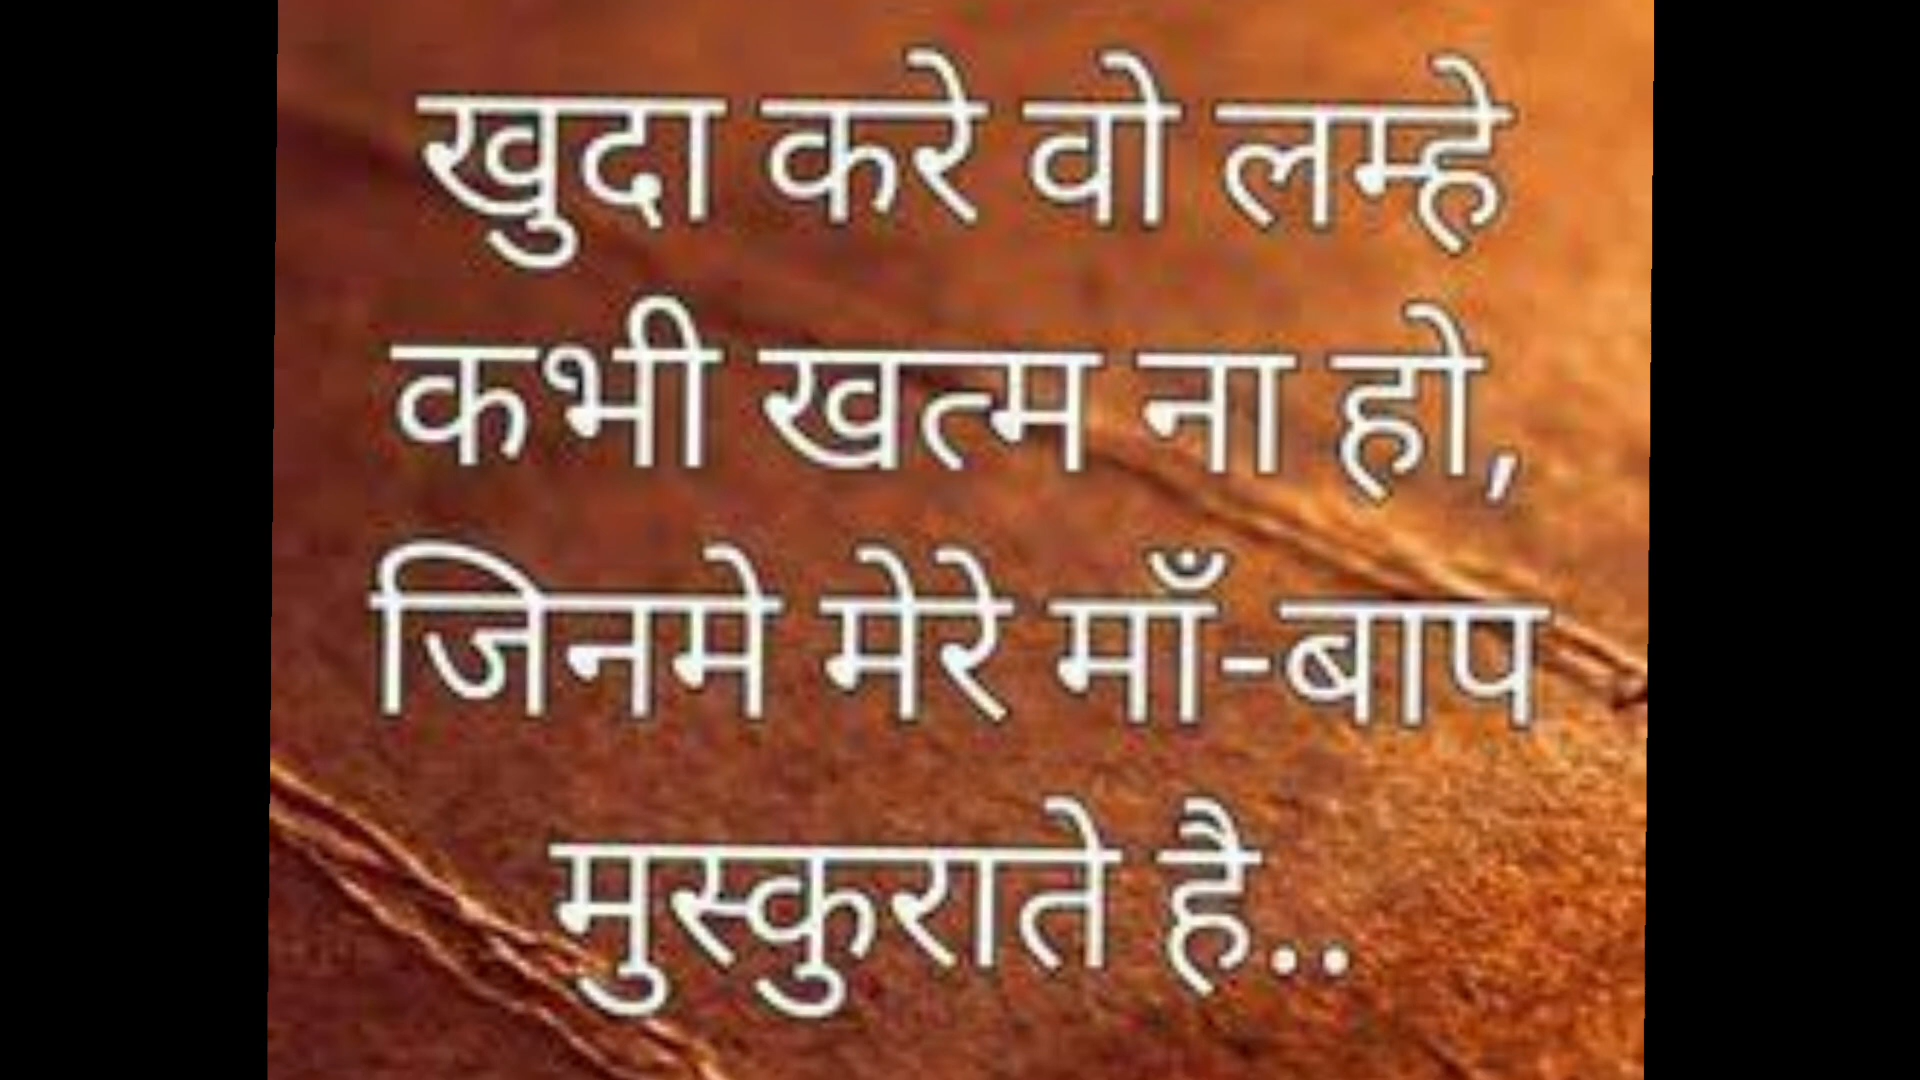 खुदा करे वो लम्हे
कभी खत्म ना हो,
जिनमे मेरे माँ-बाप
मुस्कुराते है..